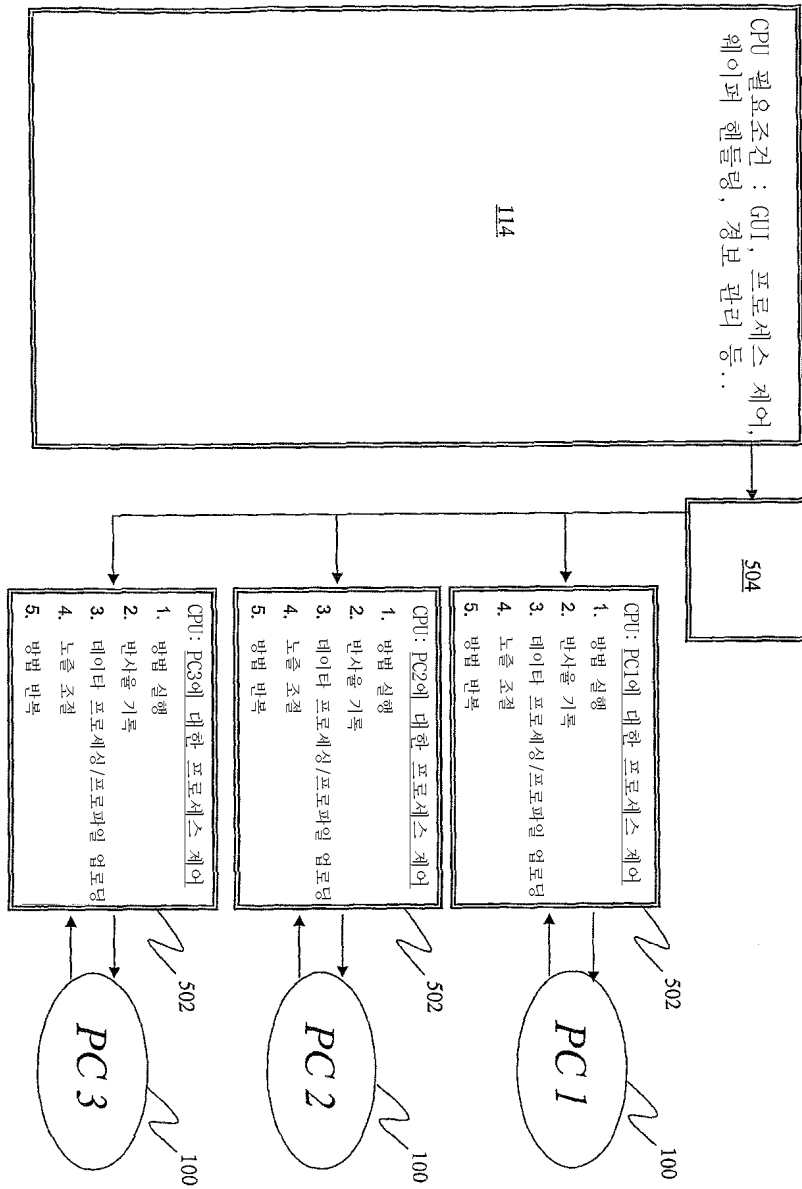 CPU 필요조건 : GUI, 프로세스 제어,
웨이퍼 핸들링, 경보 관리 등..
114
504
CPU: PC1에 대한 프로세스 제어
1. 방법 실행
2. 반사율 기록
3. 데이타 프로세싱/프로파일 업로딩
4. 노즐 조절
5. 방법 반복
502
PC 1
100
CPU: PC2에 대한 프로세스 제어
1. 방법 실행
2. 반사율 기록
3. 데이타 프로세싱/프로파일 업로딩
4. 노즐 조절
5. 방법 반복
502
PC 2
100
CPU: PC3에 대한 프로세스 제어
1. 방법 실행
2. 반사율 기록
3. 데이타 프로세싱/프로파일 업로딩
4. 노즐 조절
5. 방법 반복
502
PC 3
100